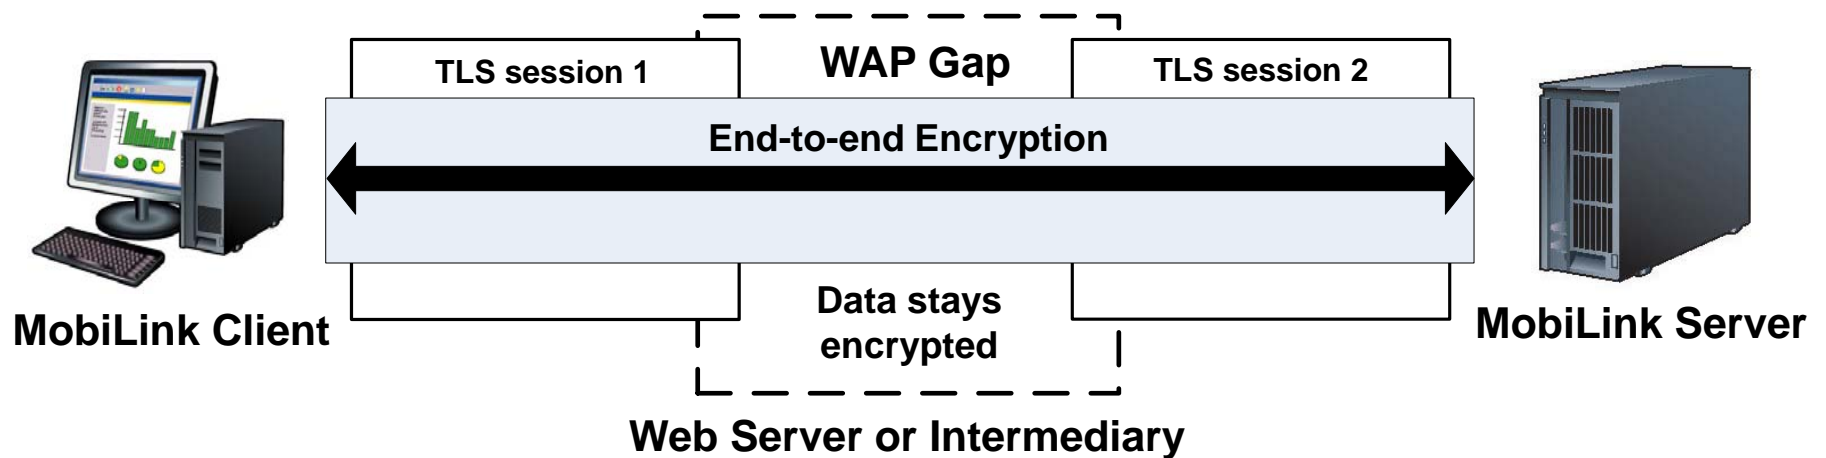 WAP Gap
TLS session 1
TLS session 2
End-to-end Encryption
Data stays
encrypted
MobiLink Client
MobiLink Server
Web Server or Intermediary